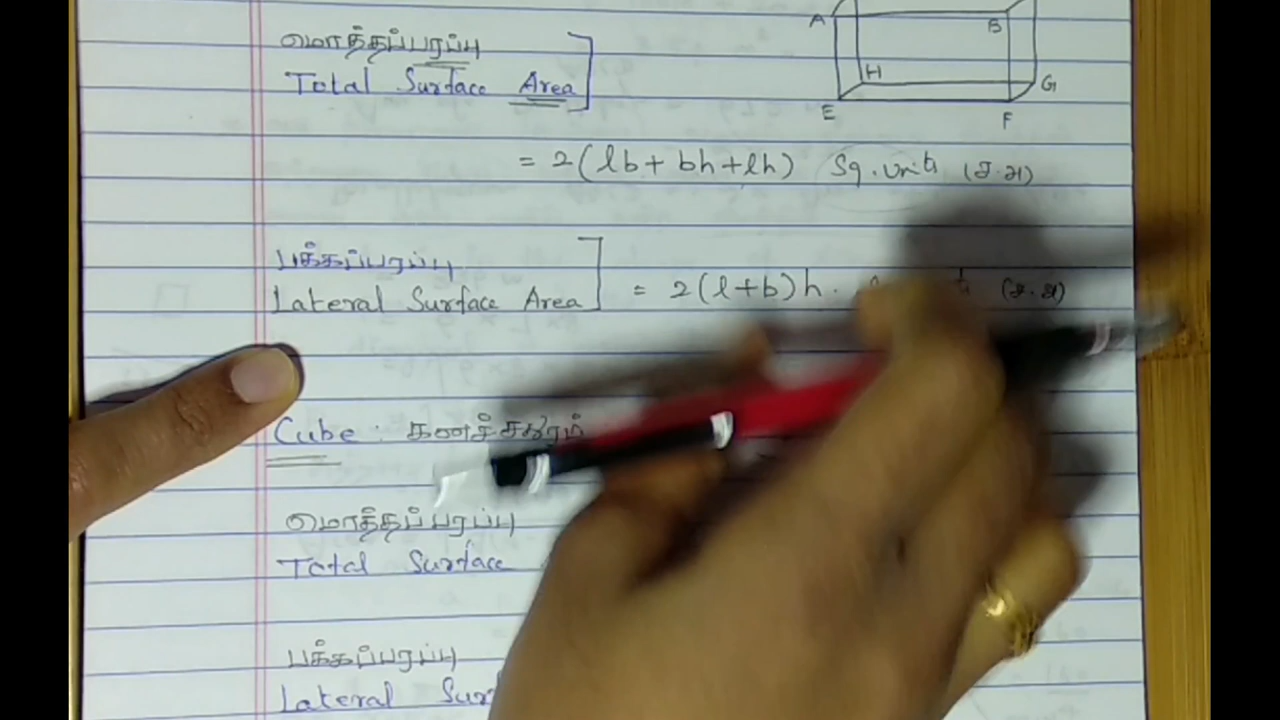 A B
மொத்தப்பரப்பு
Total Surface Area
H G
E F
= 2(lb + bh + lh) Sq. units (ச.அ)
பக்கப்பரப்பு
Lateral Surface Area = 2(l+b)h. (ச.அ)
Cube : கனச்சதுரம்
மொத்தப்பரப்பு
Total Surface
பக்கப்பரப்பு
Lateral